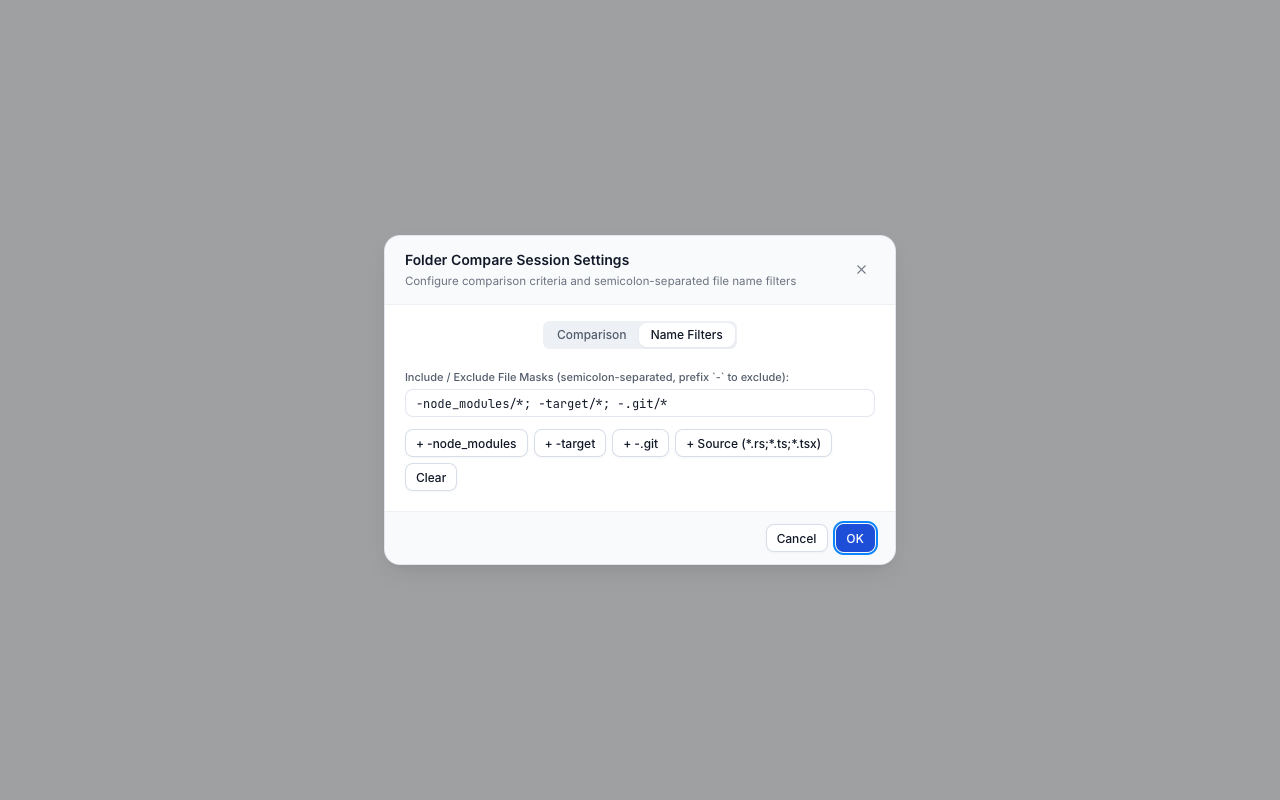 Folder Compare Session Settings
Configure comparison criteria and semicolon-separated file name filters
Comparison Name Filters
Include / Exclude File Masks (semicolon-separated, prefix `-` to exclude):
-node_modules/*; -target/*; -.git/*
+ -node_modules + -target + -.git + Source (*.rs;*.ts;*.tsx)
Clear
Cancel OK